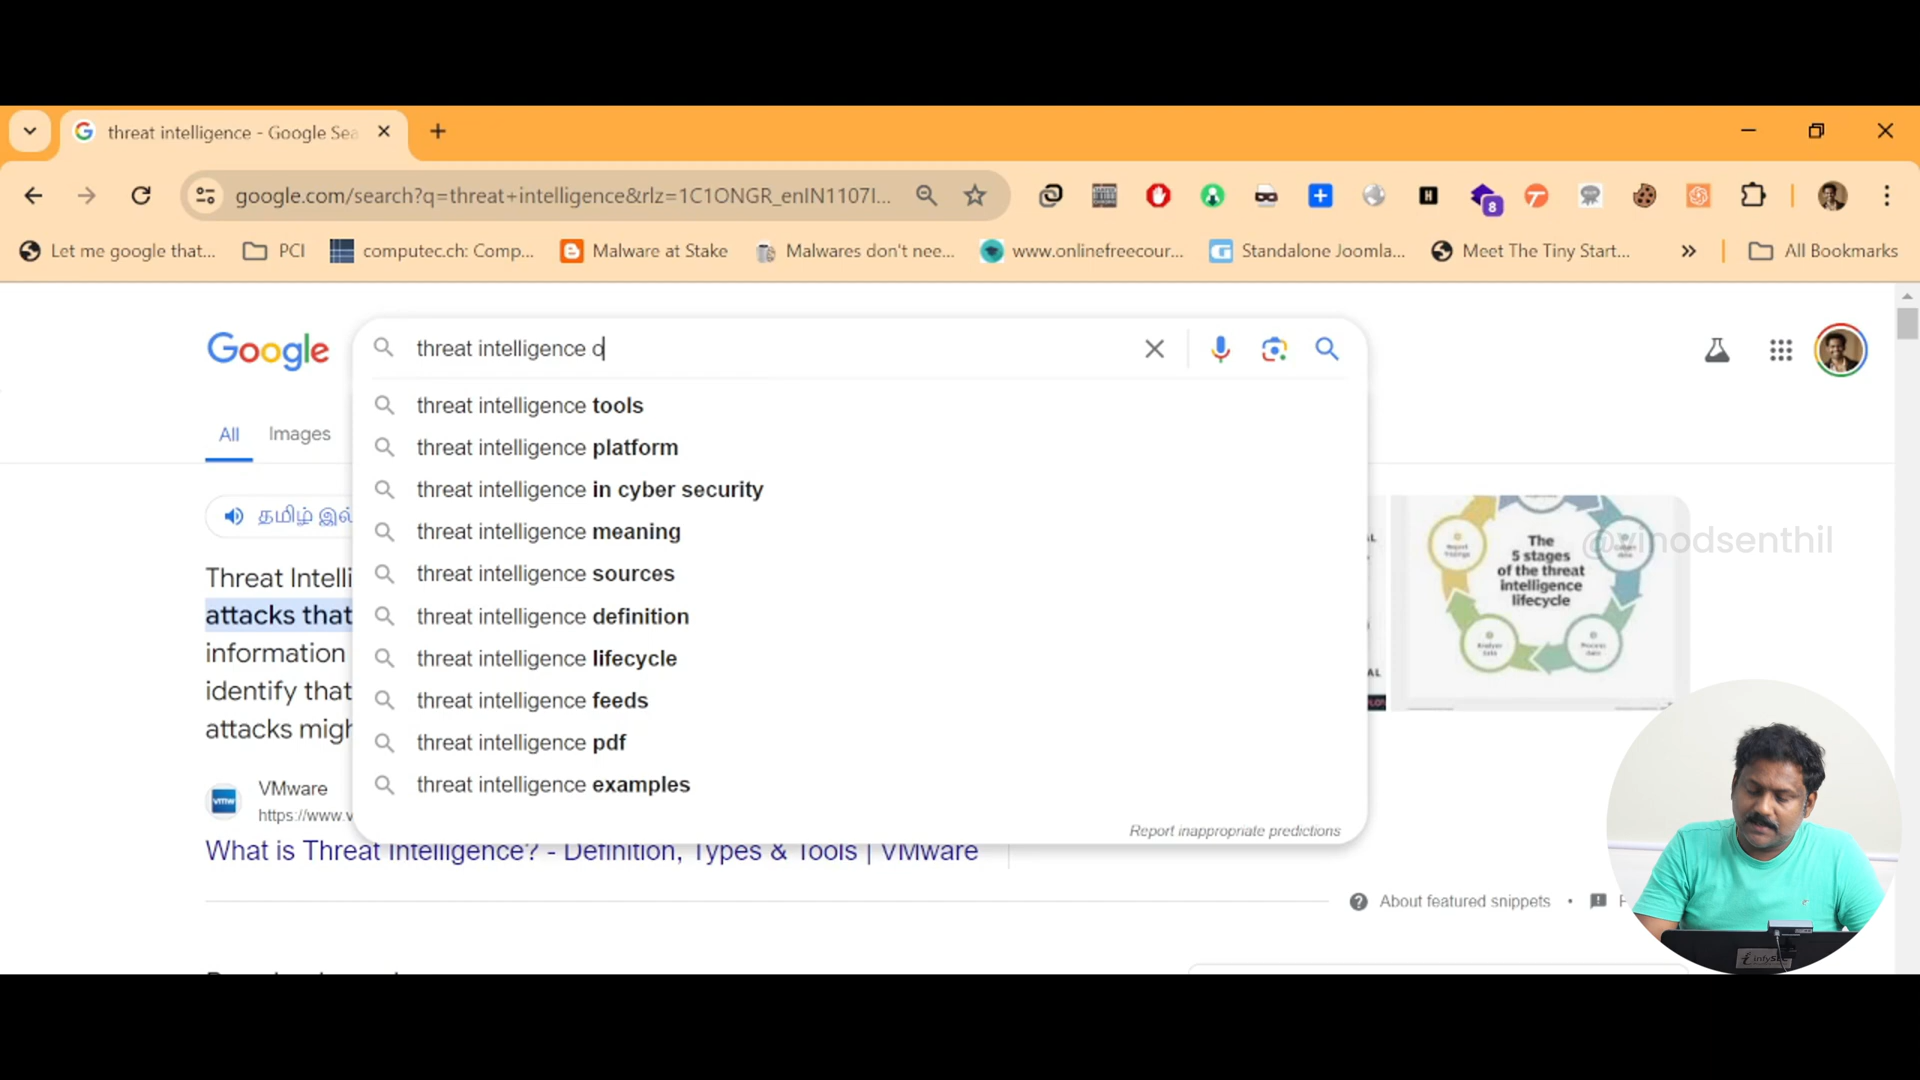 threat intelligence - Google Sea
google.com/search?q=threat+intelligence&rlz=1C1ONGR_enIN1107I...
8
Let me google that...
PCI
computec.ch: Comp...
Malware at Stake
Malwares don't nee...
www.onlinefreecour...
Standalone Joomla...
Meet The Tiny Start...
All Bookmarks
Google
threat intelligence o
All
Images
threat intelligence tools
threat intelligence platform
threat intelligence in cyber security
threat intelligence meaning
threat intelligence sources
threat intelligence definition
threat intelligence lifecycle
threat intelligence feeds
threat intelligence pdf
threat intelligence examples
Report inappropriate predictions
தமிழ் இல்
Threat Intelli
attacks that
information
identify that
attacks migh
The
5 stages
of the threat
intelligence
lifecycle
@vinodsenthil
vmw
VMware
https://www.v
What is Threat Intelligence? - Definition, Types & Tools | VMware
About featured snippets
infySEC